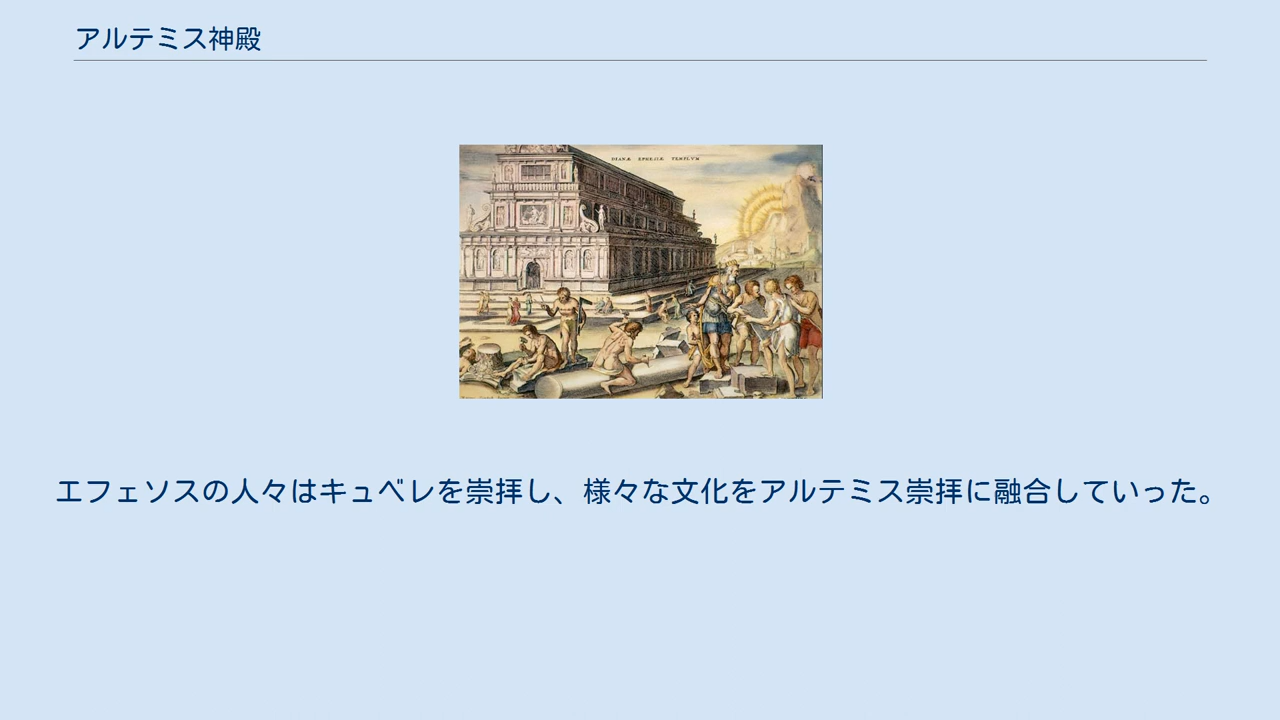 アルテミス神殿
DIANÆ EPHESIÆ TEMPLVM
エフェソスの人々はキュベレを崇拝し、様々な文化をアルテミス崇拝に融合していった。